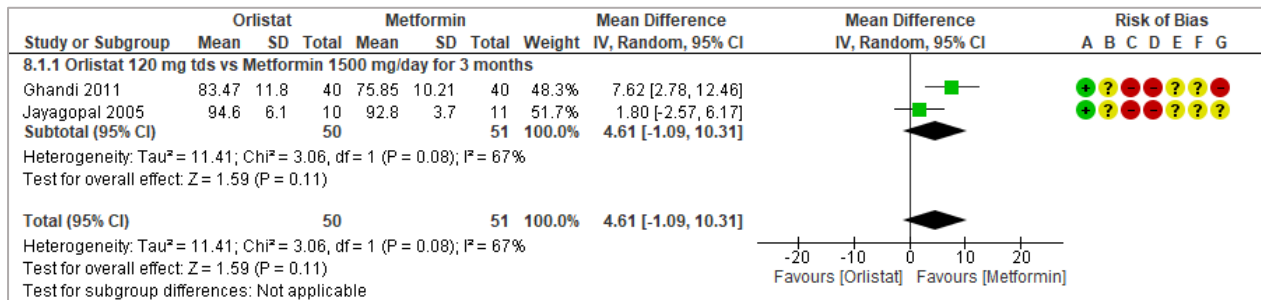 Orlistat Metformin Mean Difference Mean Difference Risk of Bias
Study or Subgroup Mean SD Total Mean SD Total Weight IV, Random, 95% CI IV, Random, 95% CI A B C D E F G
8.1.1 Orlistat 120 mg tds vs Metformin 1500 mg/day for 3 months
Ghandi 2011 83.47 11.8 40 75.85 10.21 40 48.3% 7.62 [2.78, 12.46] + ? − − ? ? −
Jayagopal 2005 94.6 6.1 10 92.8 3.7 11 51.7% 1.80 [-2.57, 6.17] + ? − − ? ? ?
Subtotal (95% CI) 50 51 100.0% 4.61 [-1.09, 10.31]
Heterogeneity: Tau² = 11.41; Chi² = 3.06, df = 1 (P = 0.08); I² = 67%
Test for overall effect: Z = 1.59 (P = 0.11)
Total (95% CI) 50 51 100.0% 4.61 [-1.09, 10.31]
Heterogeneity: Tau² = 11.41; Chi² = 3.06, df = 1 (P = 0.08); I² = 67%
-20 -10 0 10 20
Test for overall effect: Z = 1.59 (P = 0.11)
Favours [Orlistat] Favours [Metformin]
Test for subgroup differences: Not applicable